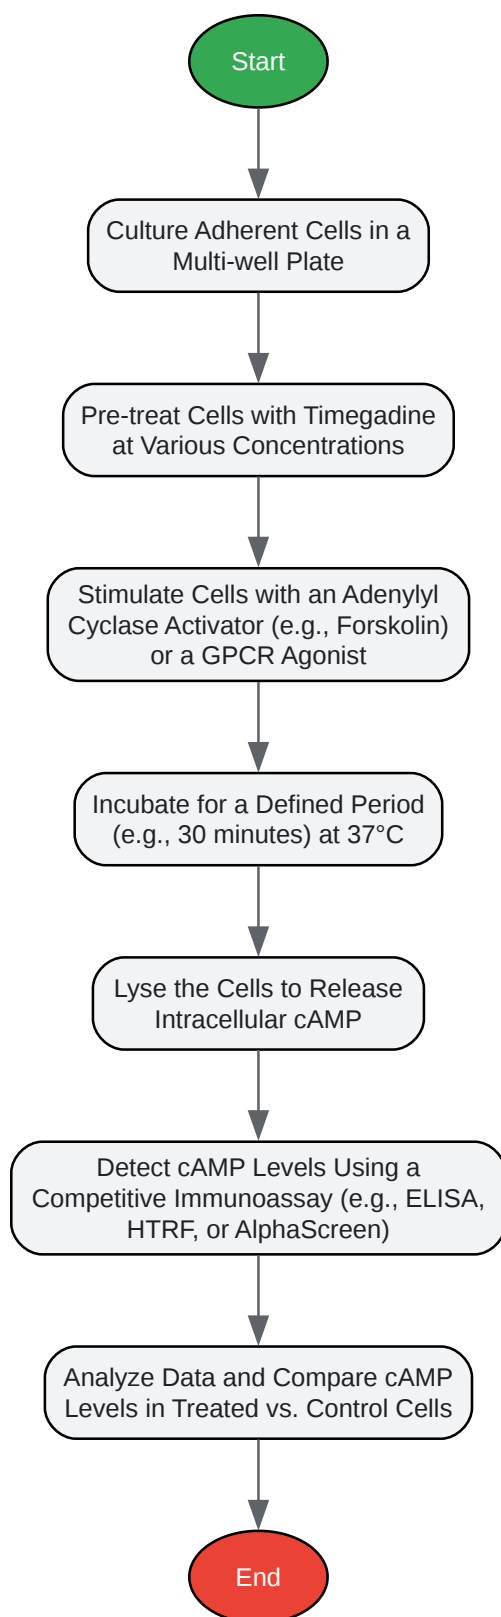 Start
Culture Adherent Cells in a
Multi-well Plate
Pre-treat Cells with Timegadine
at Various Concentrations
Stimulate Cells with an Adenylyl
Cyclase Activator (e.g., Forskolin)
or a GPCR Agonist
Incubate for a Defined Period
(e.g., 30 minutes) at 37°C
Lyse the Cells to Release
Intracellular cAMP
Detect cAMP Levels Using a
Competitive Immunoassay (e.g., ELISA,
HTRF, or AlphaScreen)
Analyze Data and Compare cAMP
Levels in Treated vs. Control Cells
End